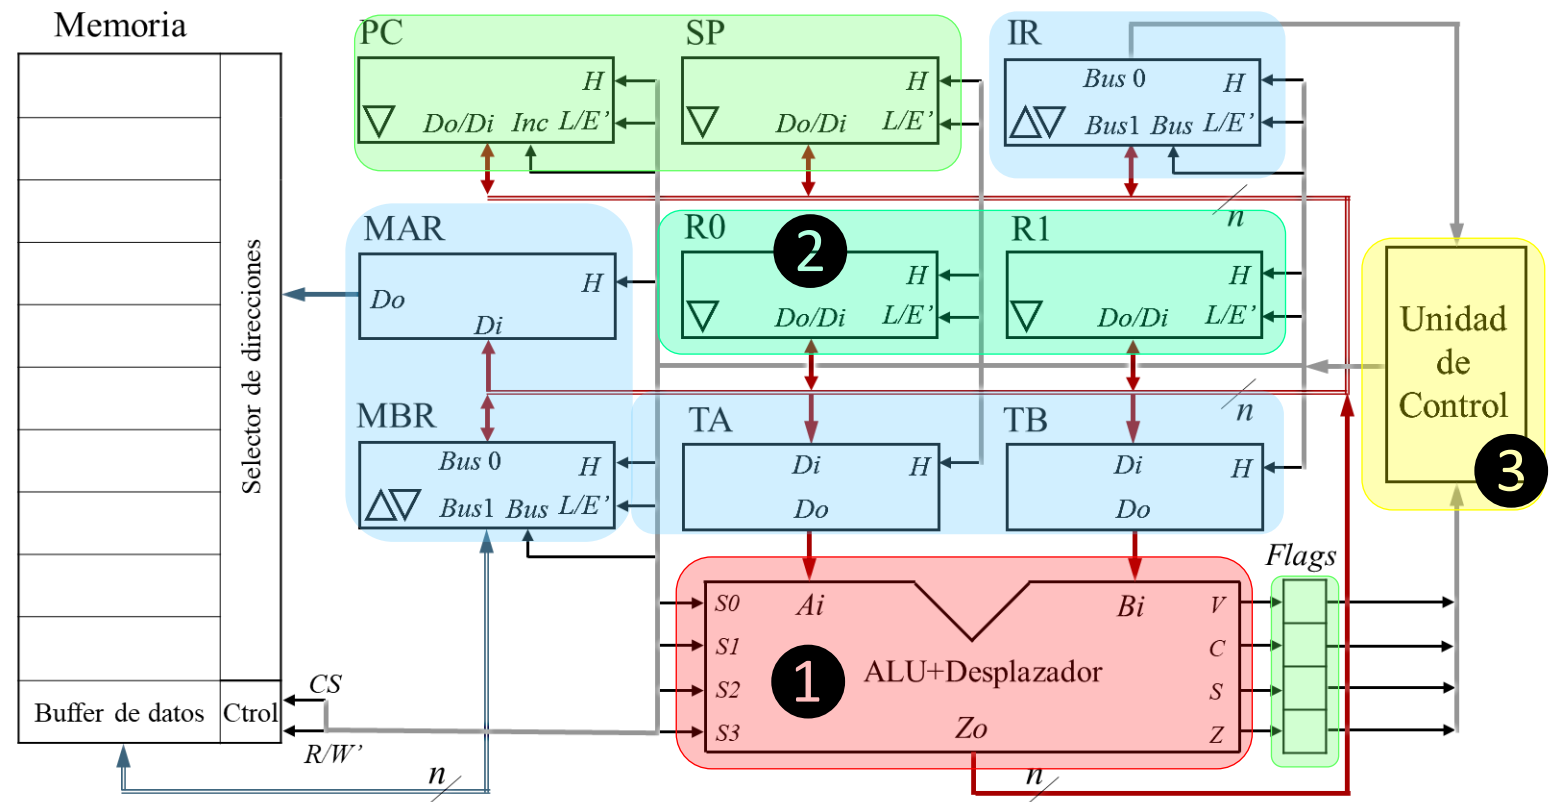 Memoria
PC
SP
IR
H
Do/Di Inc L/E’
H
Do/Di L/E’
Bus 0 H
Bus1 Bus L/E’
n
MAR
Do H
Di
R0
2
H
Do/Di L/E’
R1
H
Do/Di L/E’
Selector de direcciones
Unidad
de
Control
3
n
MBR
Bus 0 H
Bus1 Bus L/E’
TA
Di H
Do
TB
Di H
Do
Flags
S0 Ai Bi V
S1 C
1 ALU+Desplazador
S2 S
S3 Zo Z
CS
Buffer de datos Ctrol
R/W’
n
n